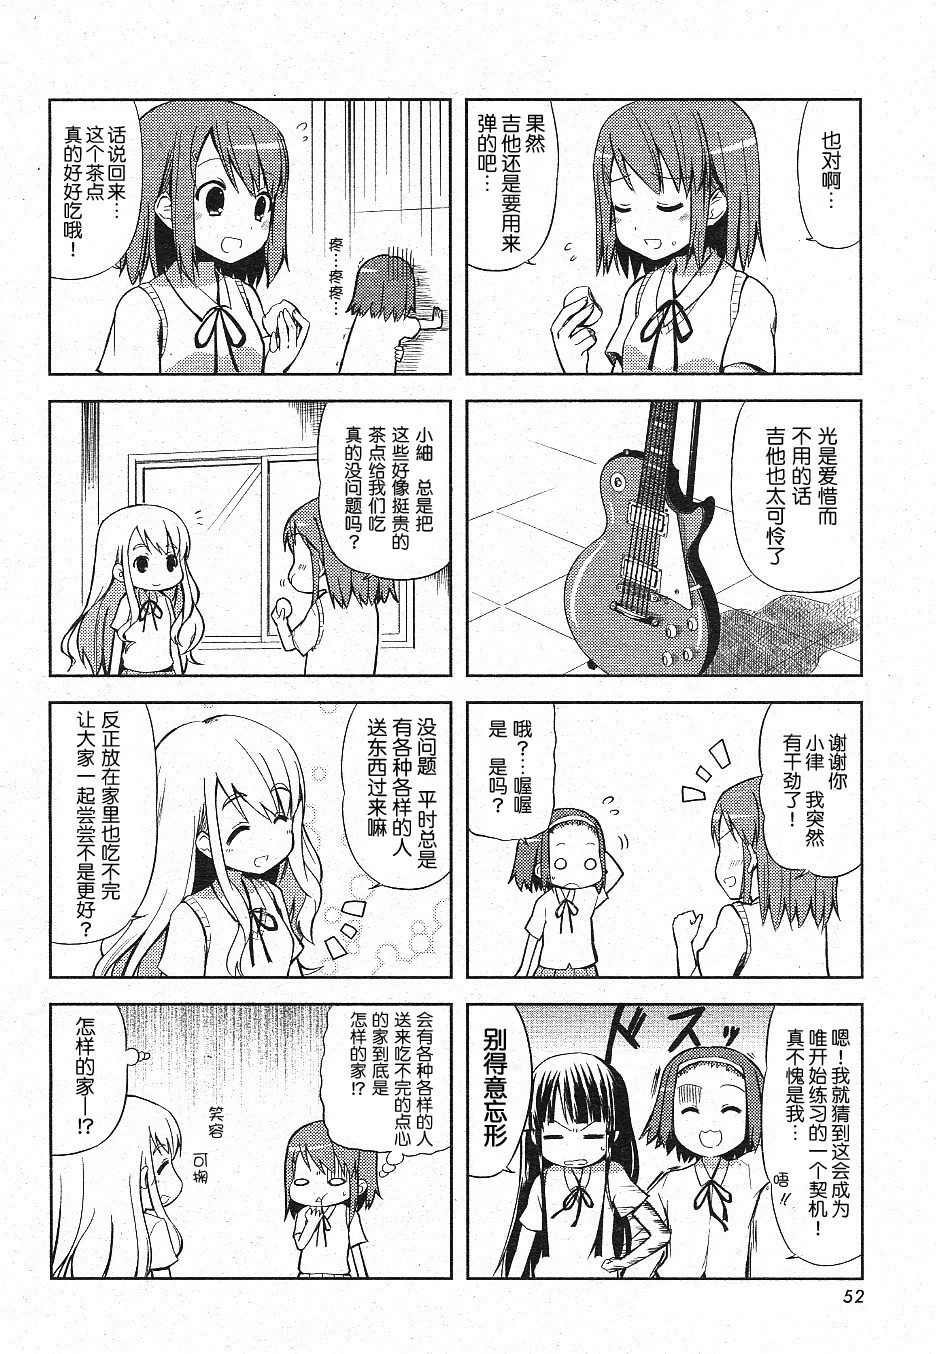 也对啊…
果然
吉他还是要用来
弹的吧…
光是爱惜而
不用的话
吉他也太可怜了
谢谢你
小律 我突然
有干劲了！
哦？…喔喔
是 是吗？
嗯！我就猜到这会成为
唯开始练习的一个契机！
真不愧是我…
唔!!
ドスッ
别得意忘形
话说回来…
这个茶点
真的好好吃哦！
疼…疼疼…
小紬 总是把
这些好像挺贵的
茶点给我们吃
真的没问题吗？
没问题 平时总是
有各种各样的人
送东西过来嘛
反正放在家里也吃不完
让大家一起尝尝不是更好？
会有各种各样的人
送来吃不完的点心
的家到底是
怎样的家!?
笑容
可掬
怎样的
家—!?
52